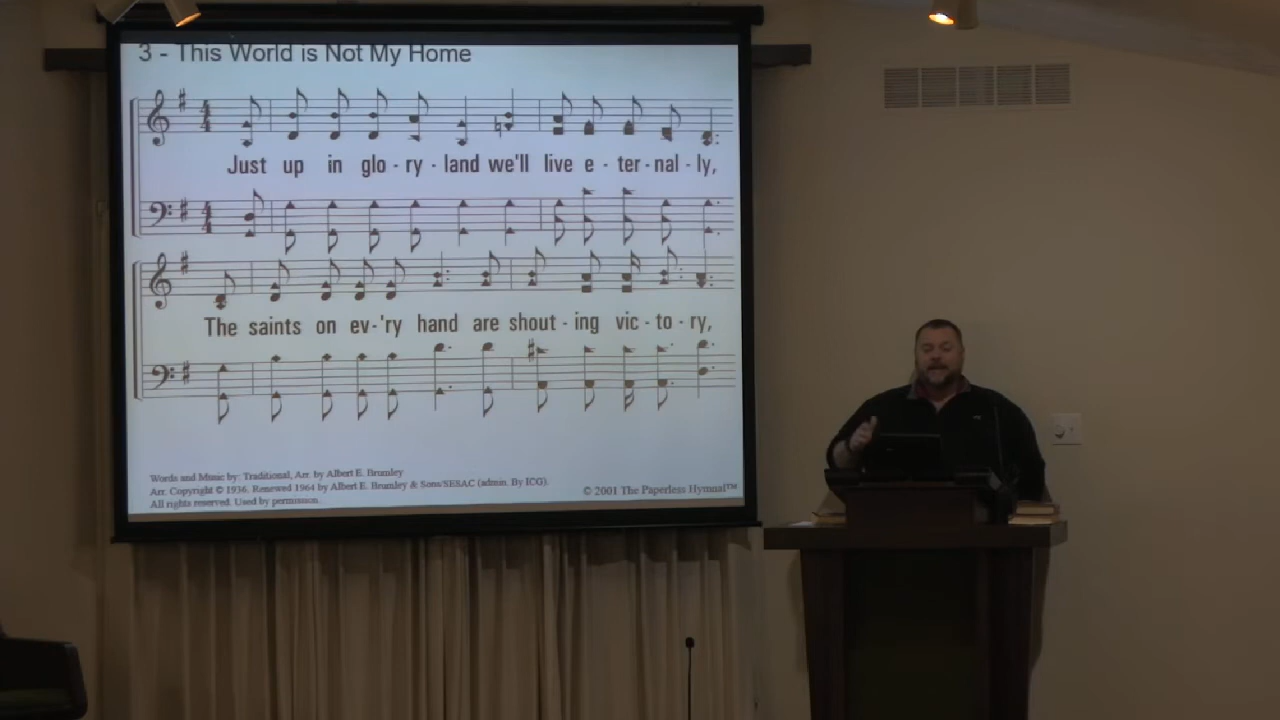 3 - This World is Not My Home
Just up in glo - ry - land we'll live e - ter - nal - ly,
The saints on ev - 'ry hand are shout - ing vic - to - ry,
Words and Music by: Traditional, Arr. by Albert E. Brumley
Arr. Copyright © 1936. Renewed 1964 by Albert E. Brumley & Sons/SESAC (admin. By ICG).
All rights reserved. Used by permission.
© 2001 The Paperless Hymnal™